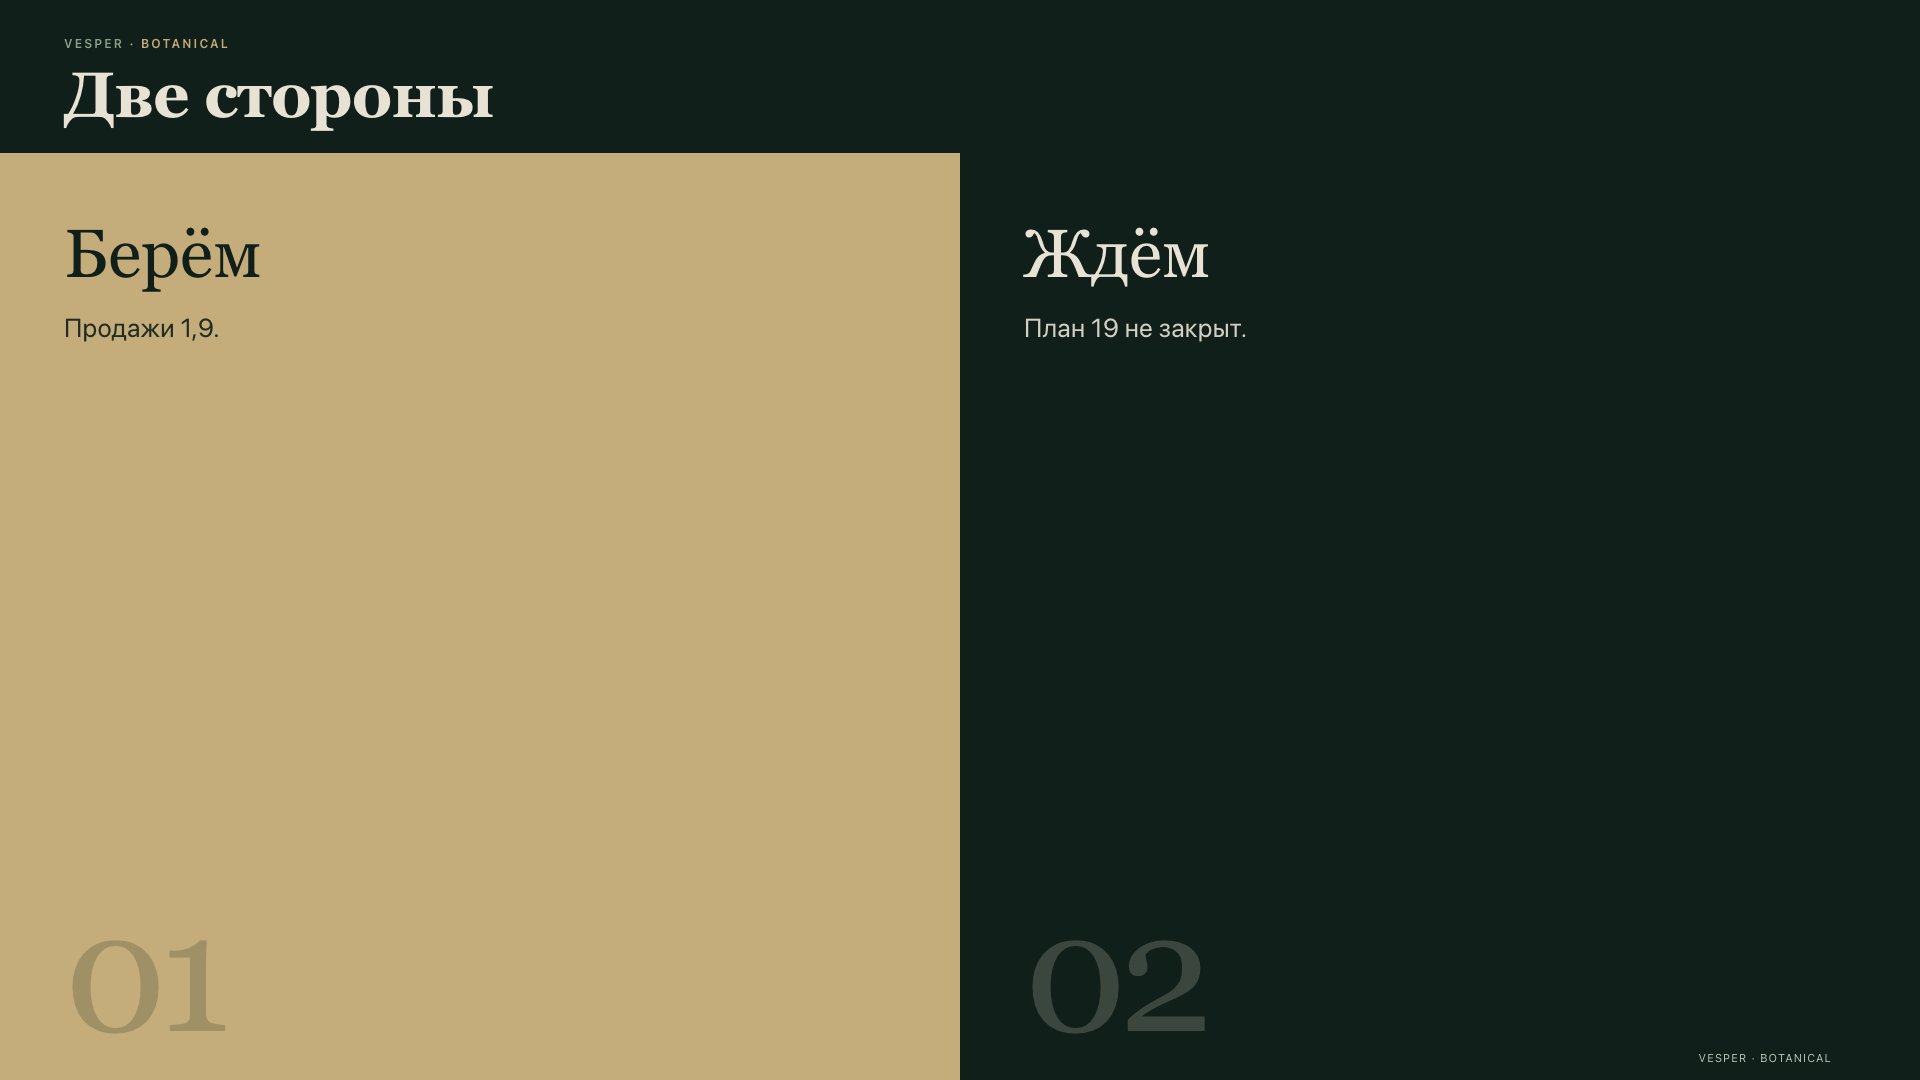 VESPER · BOTANICAL
Две стороны
Берём
Продажи 1,9.
01
Ждём
План 19 не закрыт.
02
VESPER · BOTANICAL